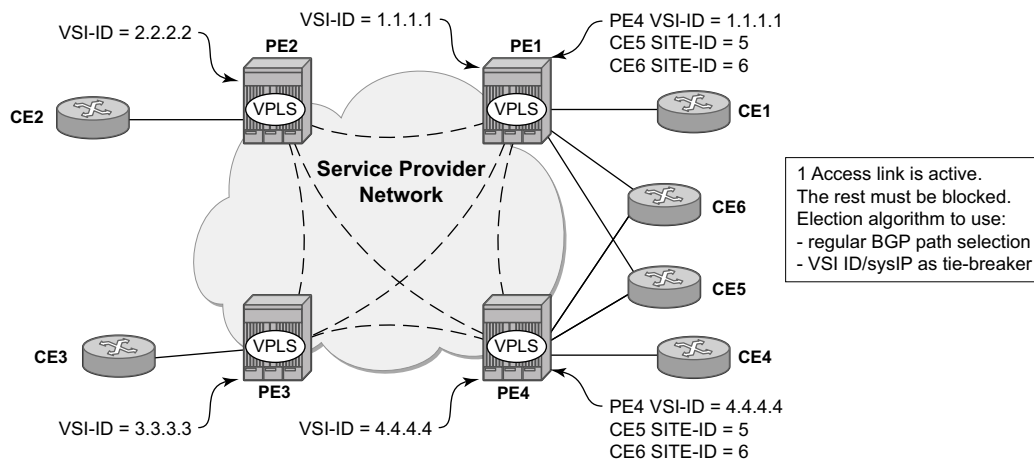 VSI-ID = 1.1.1.1
PE4 VSI-ID = 1.1.1.1
VSI-ID = 2.2.2.2
CE5 SITE-ID = 5
PE2
PE1
CE6 SITE-ID = 6
VPLS
VPLS
CE2
CE1
Service Provider
Network
1 Access link is active.
The rest must be blocked.
Election algorithm to use:
- regular BGP path selection
- VSI ID/sysIP as tie-breaker
CE6
CE5
VPLS
VPLS
CE3
CE4
PE3
PE4
PE4 VSI-ID = 4.4.4.4
VSI-ID = 3.3.3.3
VSI-ID = 4.4.4.4
CE5 SITE-ID = 5
CE6 SITE-ID = 6